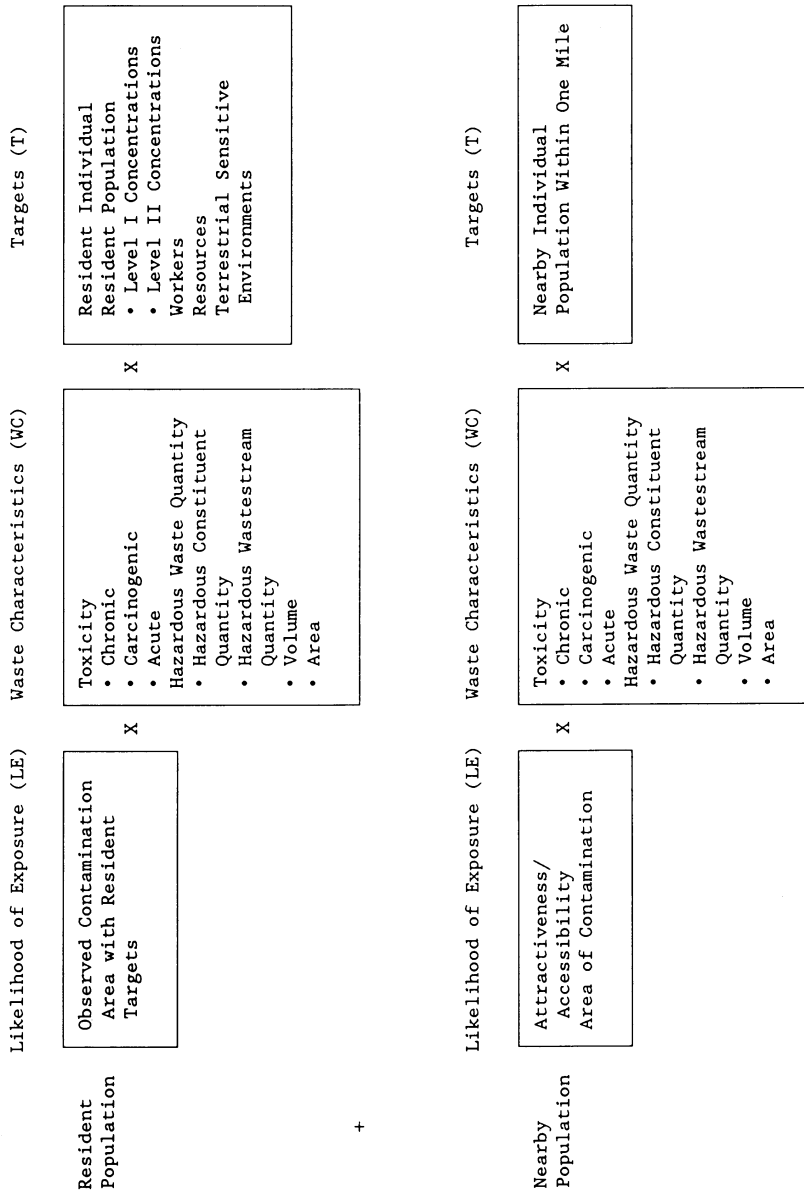 Likelihood of Exposure (LE)
Waste Characteristics (WC)
Targets (T)
Resident
Population
Observed Contamination
Area with Resident
Targets
X
Toxicity
• Chronic
• Carcinogenic
• Acute
Hazardous Waste Quantity
• Hazardous Constituent
Quantity
• Hazardous Wastestream
Quantity
• Volume
• Area
X
Resident Individual
Resident Population
• Level I Concentrations
• Level II Concentrations
Workers
Resources
Terrestrial Sensitive
Environments
+
Likelihood of Exposure (LE)
Waste Characteristics (WC)
Targets (T)
Nearby
Population
Attractiveness/
Accessibility
Area of Contamination
X
Toxicity
• Chronic
• Carcinogenic
• Acute
Hazardous Waste Quantity
• Hazardous Constituent
Quantity
• Hazardous Wastestream
Quantity
• Volume
• Area
X
Nearby Individual
Population Within One Mile